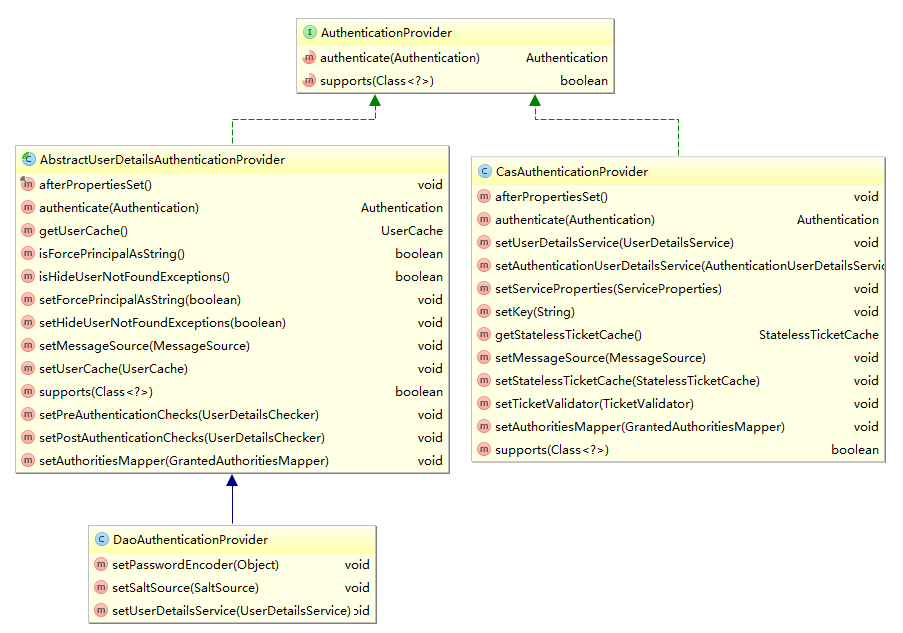 AuthenticationProvider
authenticate(Authentication) Authentication
supports(Class<?>) boolean
AbstractUserDetailsAuthenticationProvider
afterPropertiesSet() void
authenticate(Authentication) Authentication
getUserCache() UserCache
isForcePrincipalAsString() boolean
isHideUserNotFoundExceptions() boolean
setForcePrincipalAsString(boolean) void
setHideUserNotFoundExceptions(boolean) void
setMessageSource(MessageSource) void
setUserCache(UserCache) void
supports(Class<?>) boolean
setPreAuthenticationChecks(UserDetailsChecker) void
setPostAuthenticationChecks(UserDetailsChecker) void
setAuthoritiesMapper(GrantedAuthoritiesMapper) void
CasAuthenticationProvider
afterPropertiesSet() void
authenticate(Authentication) Authentication
setUserDetailsService(UserDetailsService) void
setAuthenticationUserDetailsService(AuthenticationUserDetailsServic
setServiceProperties(ServiceProperties) void
setKey(String) void
getStatelessTicketCache() StatelessTicketCache
setMessageSource(MessageSource) void
setStatelessTicketCache(StatelessTicketCache) void
setTicketValidator(TicketValidator) void
setAuthoritiesMapper(GrantedAuthoritiesMapper) void
supports(Class<?>) boolean
DaoAuthenticationProvider
setPasswordEncoder(Object) void
setSaltSource(SaltSource) void
setUserDetailsService(UserDetailsService) oid